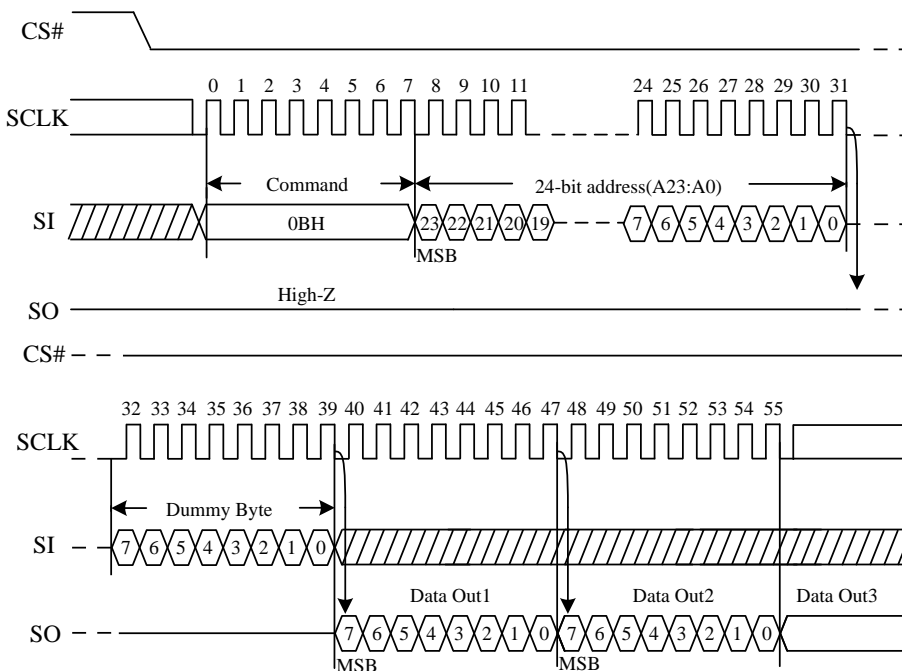 CS#
0 1 2 3 4 5 6 7 8 9 10 11 24 25 26 27 28 29 30 31
SCLK
Command 24-bit address(A23:A0)
SI 0BH 23 22 21 20 19 7 6 5 4 3 2 1 0
MSB
High-Z
SO
CS#
32 33 34 35 36 37 38 39 40 41 42 43 44 45 46 47 48 49 50 51 52 53 54 55
SCLK
Dummy Byte
SI 7 6 5 4 3 2 1 0
Data Out1 Data Out2 Data Out3
SO 7 6 5 4 3 2 1 0 7 6 5 4 3 2 1 0
MSB MSB